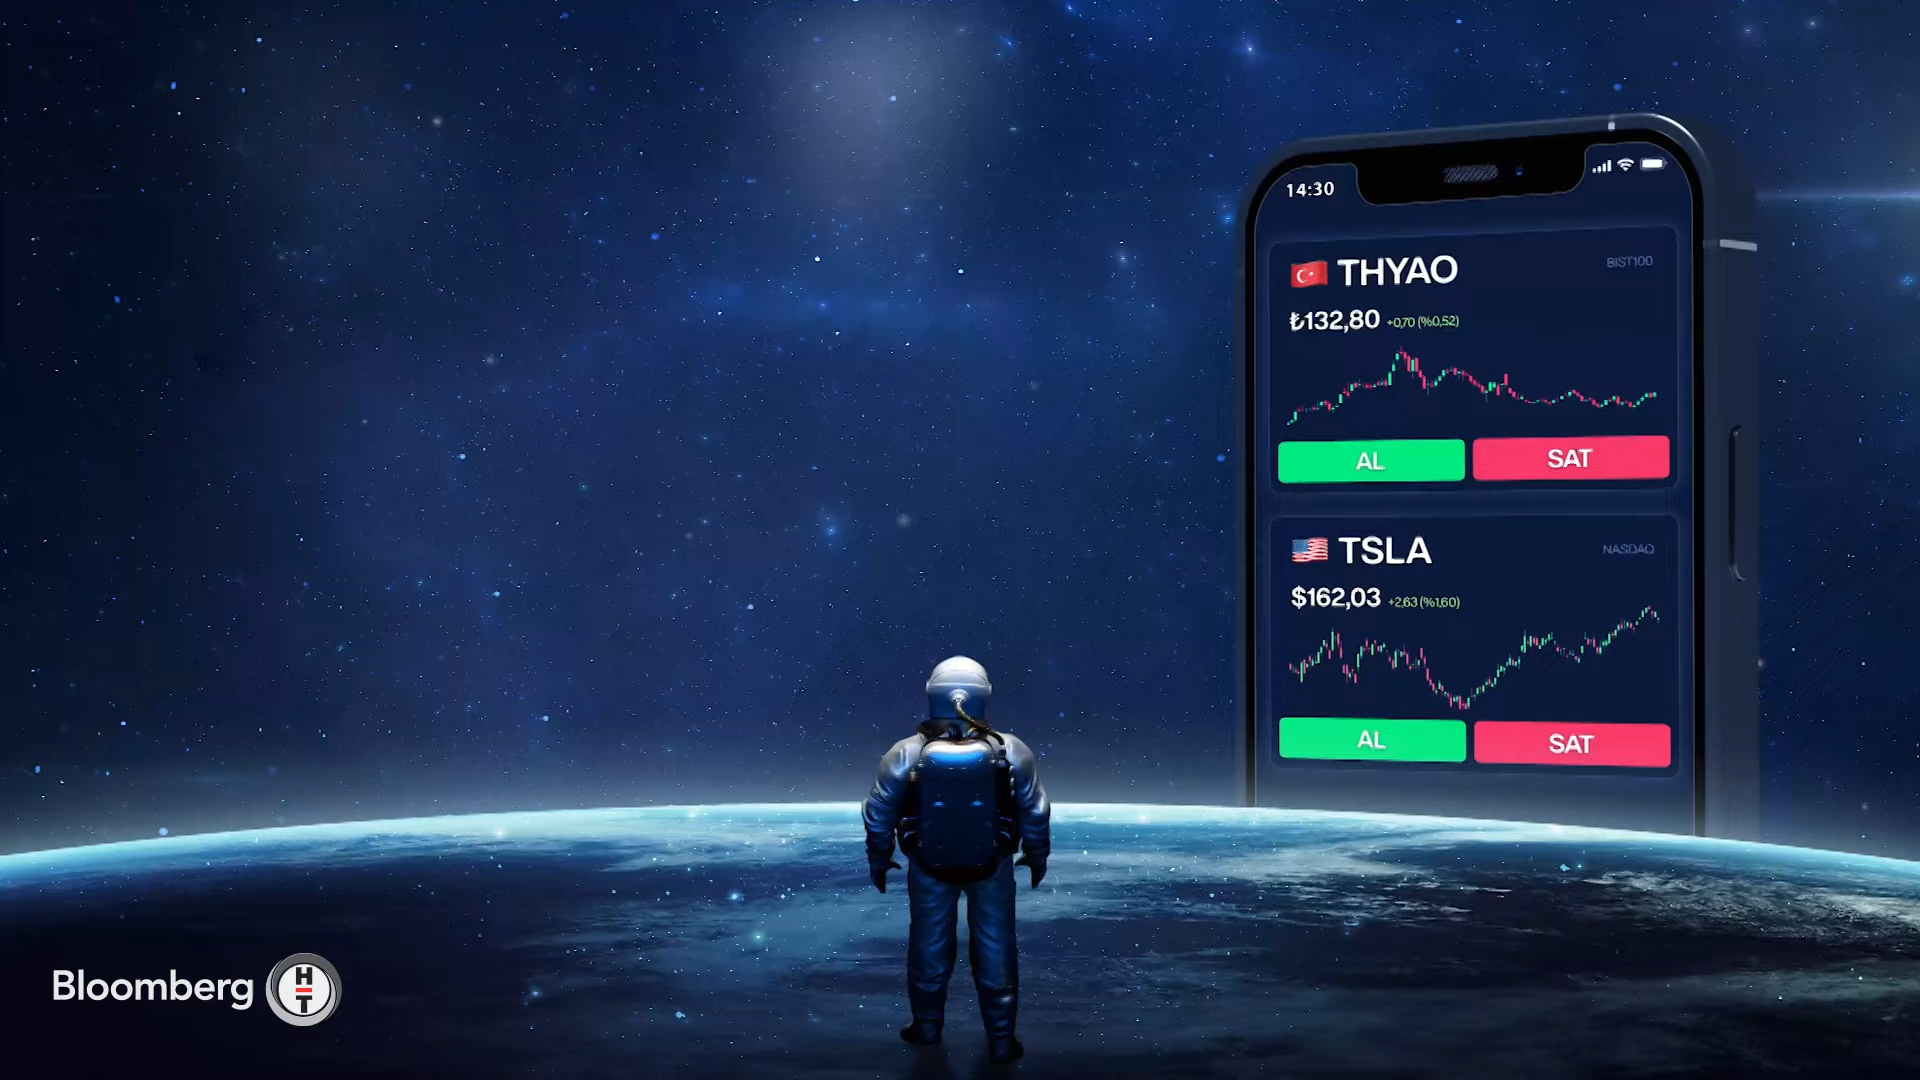 14:30
THYAO
BIST100
₺132,80 +0,70 (%0,52)
AL
SAT
TSLA
NASDAQ
$162,03 +2,63 (%1,60)
AL
SAT
Bloomberg HT